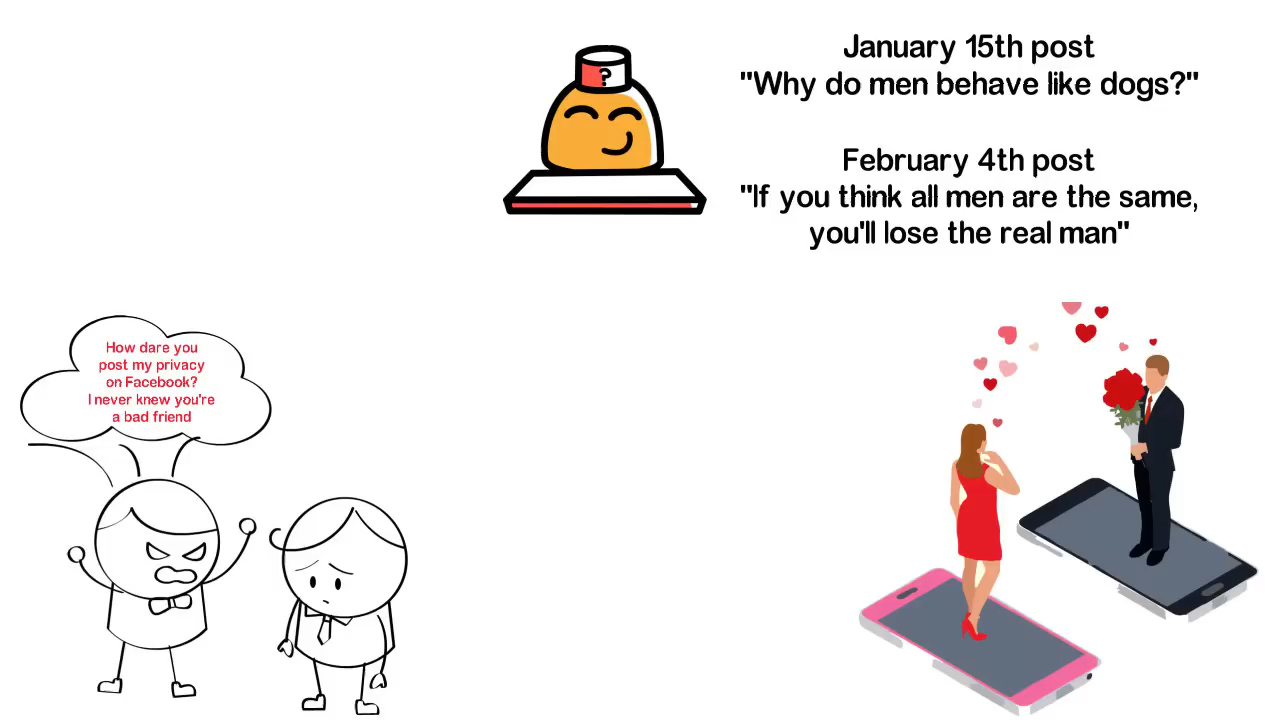 January 15th post
"Why do men behave like dogs?"
February 4th post
"If you think all men are the same,
you'll lose the real man"
?
How dare you
post my privacy
on Facebook?
I never knew you're
a bad friend